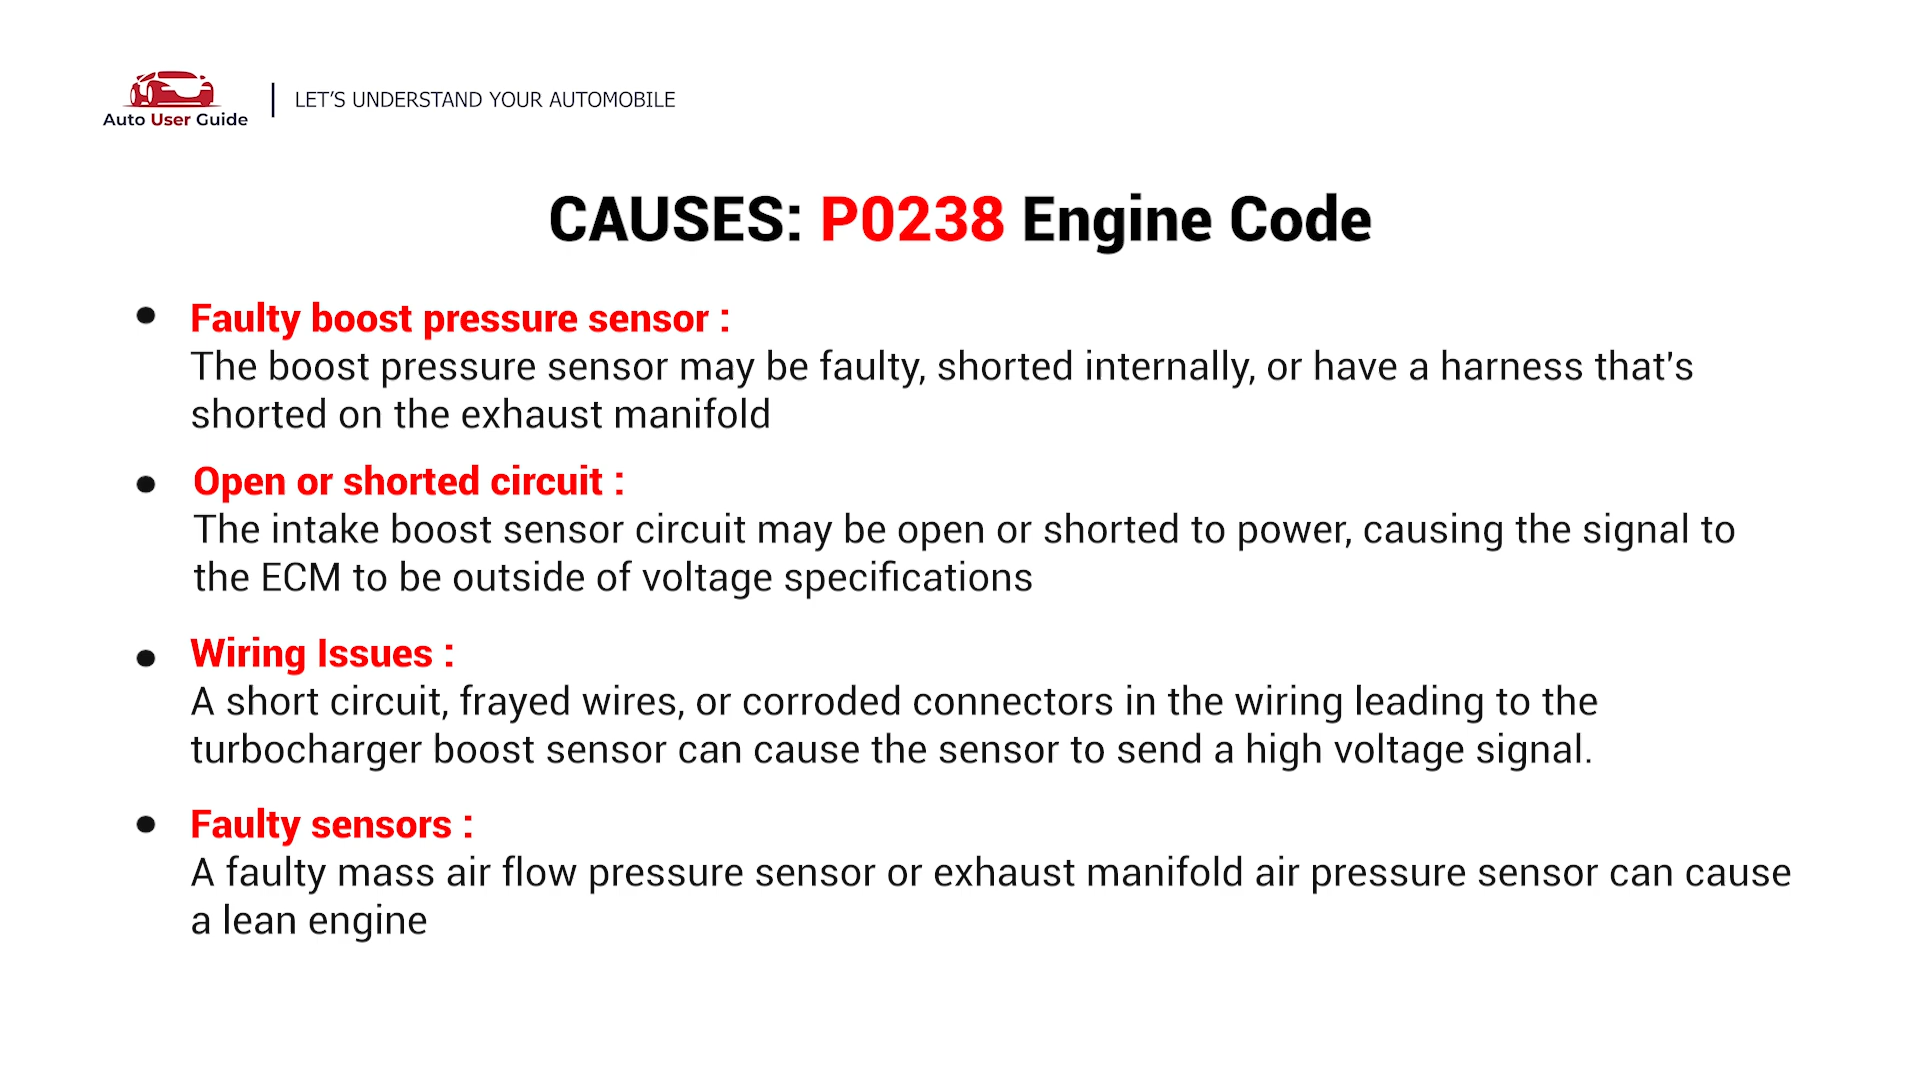 Auto User Guide
LET'S UNDERSTAND YOUR AUTOMOBILE
CAUSES: P0238 Engine Code
Faulty boost pressure sensor :
The boost pressure sensor may be faulty, shorted internally, or have a harness that's
shorted on the exhaust manifold
Open or shorted circuit :
The intake boost sensor circuit may be open or shorted to power, causing the signal to
the ECM to be outside of voltage specifications
Wiring Issues :
A short circuit, frayed wires, or corroded connectors in the wiring leading to the
turbocharger boost sensor can cause the sensor to send a high voltage signal.
Faulty sensors :
A faulty mass air flow pressure sensor or exhaust manifold air pressure sensor can cause
a lean engine